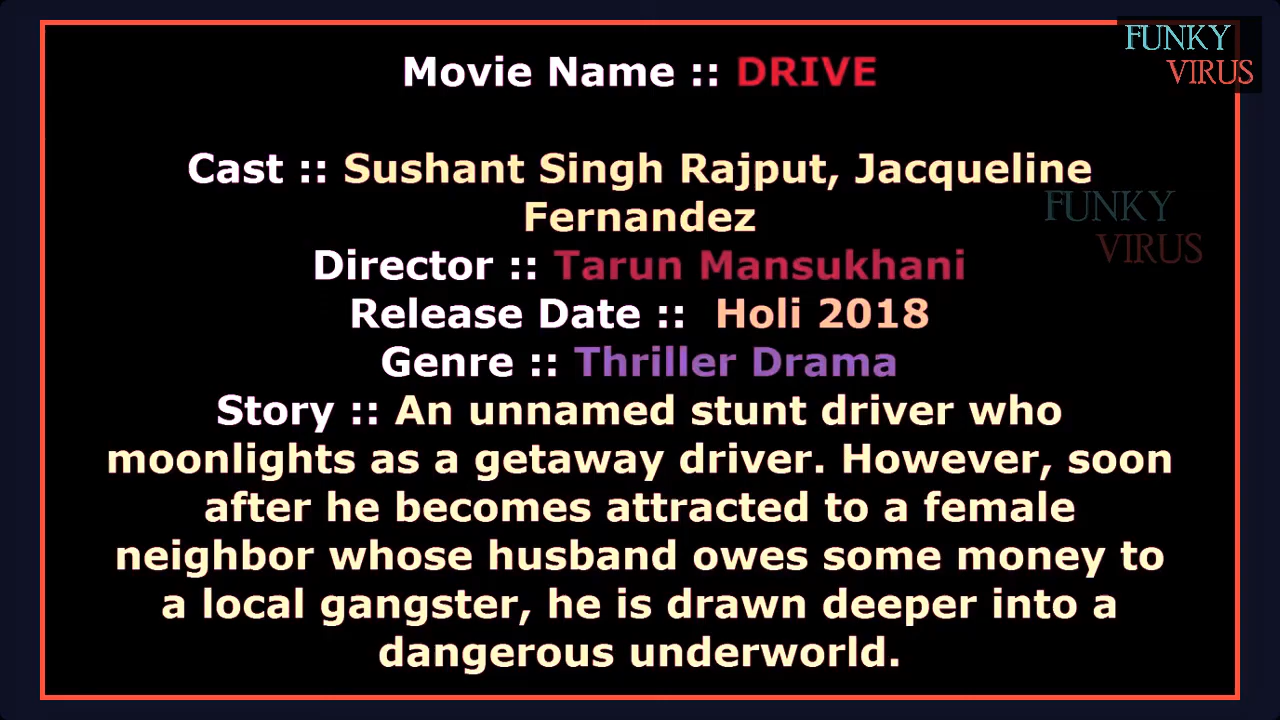 FUNKY
VIRUS
Movie Name :: DRIVE
Cast :: Sushant Singh Rajput, Jacqueline
Fernandez
FUNKY
VIRUS
Director :: Tarun Mansukhani
Release Date :: Holi 2018
Genre :: Thriller Drama
Story :: An unnamed stunt driver who
moonlights as a getaway driver. However, soon
after he becomes attracted to a female
neighbor whose husband owes some money to
a local gangster, he is drawn deeper into a
dangerous underworld.